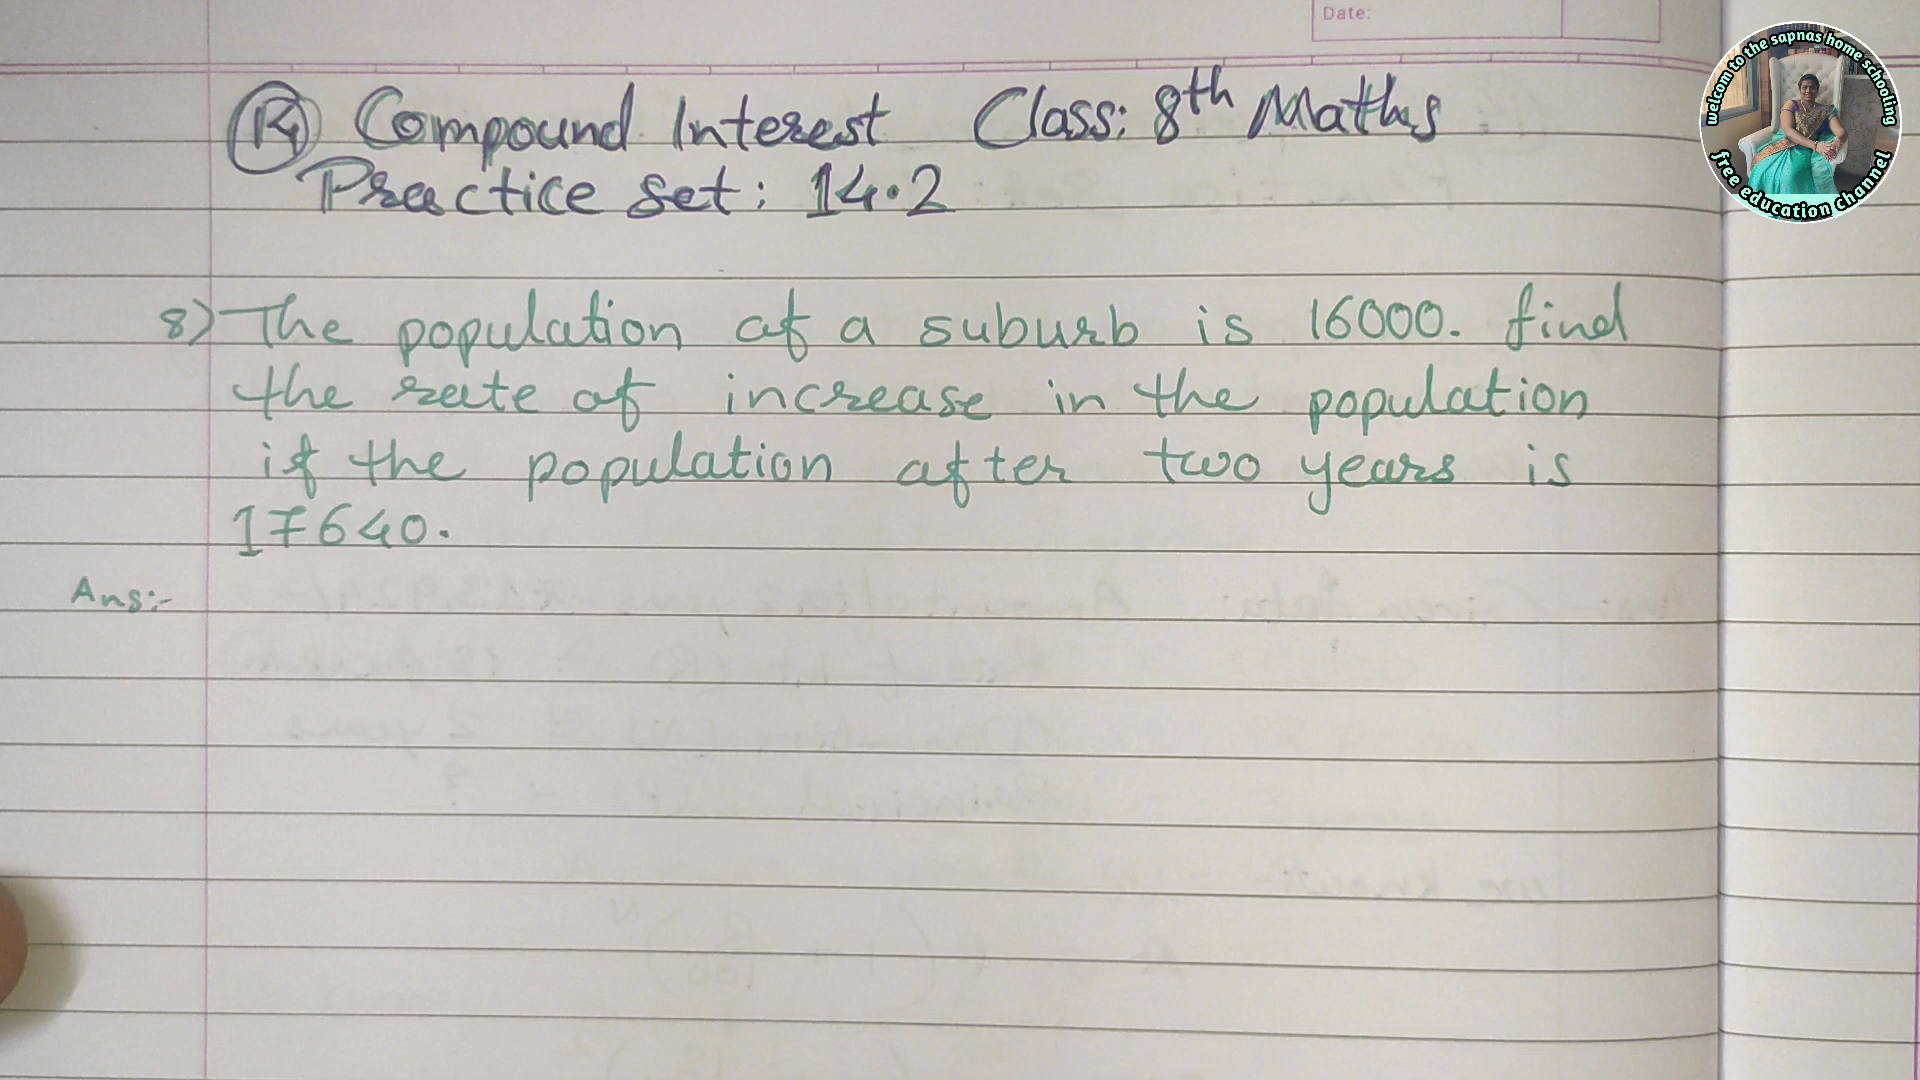 Date:
14 Compound Interest Class: 8th Maths
Practice set: 14.2
8) The population of a suburb is 16000. find
the rate of increase in the population
if the population after two years is
17640.
Ans:-
welcom to the sapnas home schooling
free education channel